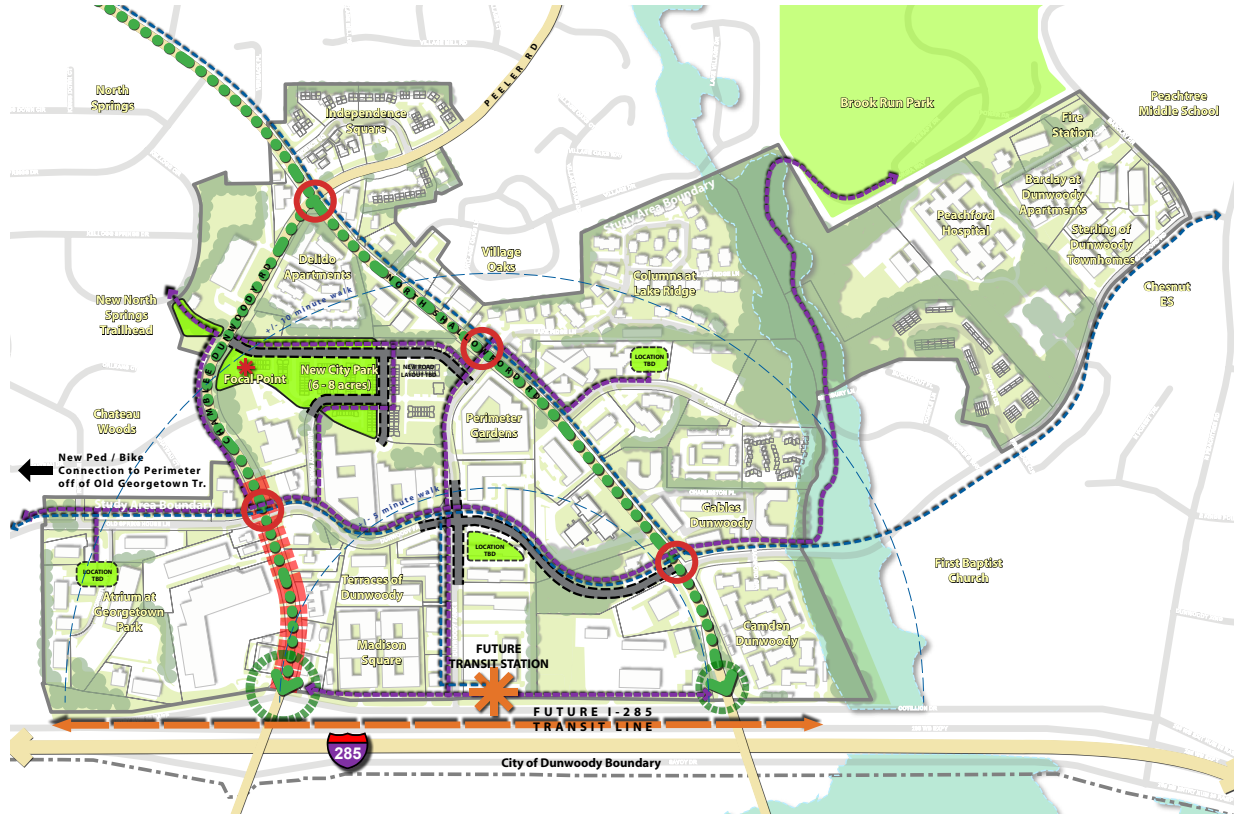 North
Springs
PEELER RD
Independence
Square
Brook Run Park
Peachtree
Middle School
Fire
Station
Barclay at
Dunwoody
Apartments
Peachford
Hospital
Sterling of
Dunwoody
Townhomes
Chesnut
ES
Study Area Boundary
Village
Oaks
Columns at
Lake Ridge
Delido
Apartments
NORTH SHALLOWFORD RD
CHAMBLEE DUNWOODY RD
+/- 10 minute walk
New North
Springs
Trailhead
Focal Point
New City Park
(6 - 8 acres)
NEW ROAD
LAYOUT TBD
LOCATION
TBD
Perimeter
Gardens
Chateau
Woods
New Ped / Bike
Connection to Perimeter
off of Old Georgetown Tr.
Study Area Boundary
+/- 5 minute walk
CHARLESTON PL
Gables
Dunwoody
LOCATION
TBD
LOCATION
TBD
Atrium at
Georgetown
Park
Terraces of
Dunwoody
Madison
Square
First Baptist
Church
Camden
Dunwoody
FUTURE
TRANSIT STATION
FUTURE I-285
TRANSIT LINE
285
City of Dunwoody Boundary